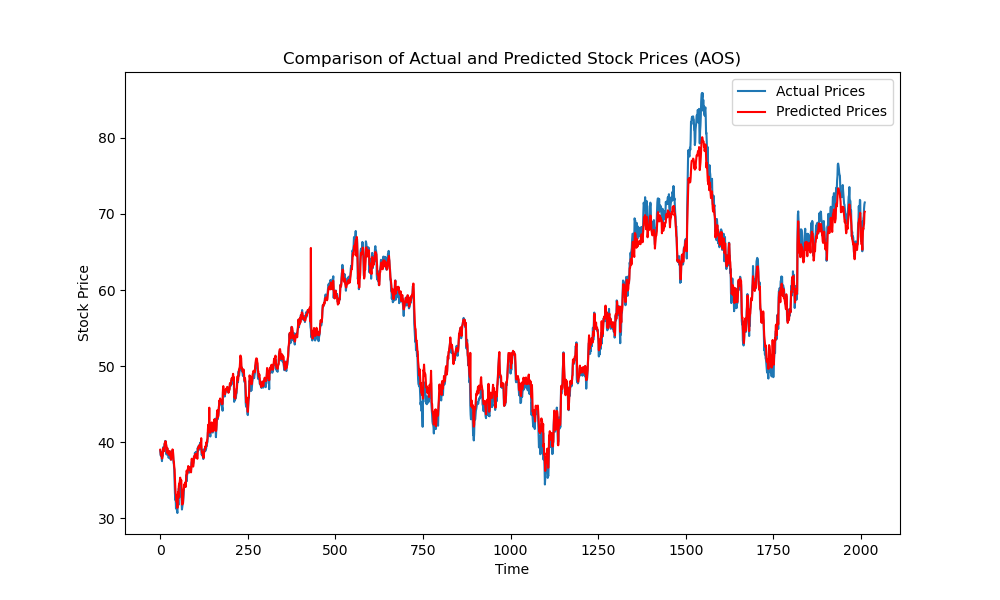 Comparison of Actual and Predicted Stock Prices (AOS)
Actual Prices
Predicted Prices
Stock Price
80
70
60
50
40
30
0 250 500 750 1000 1250 1500 1750 2000
Time